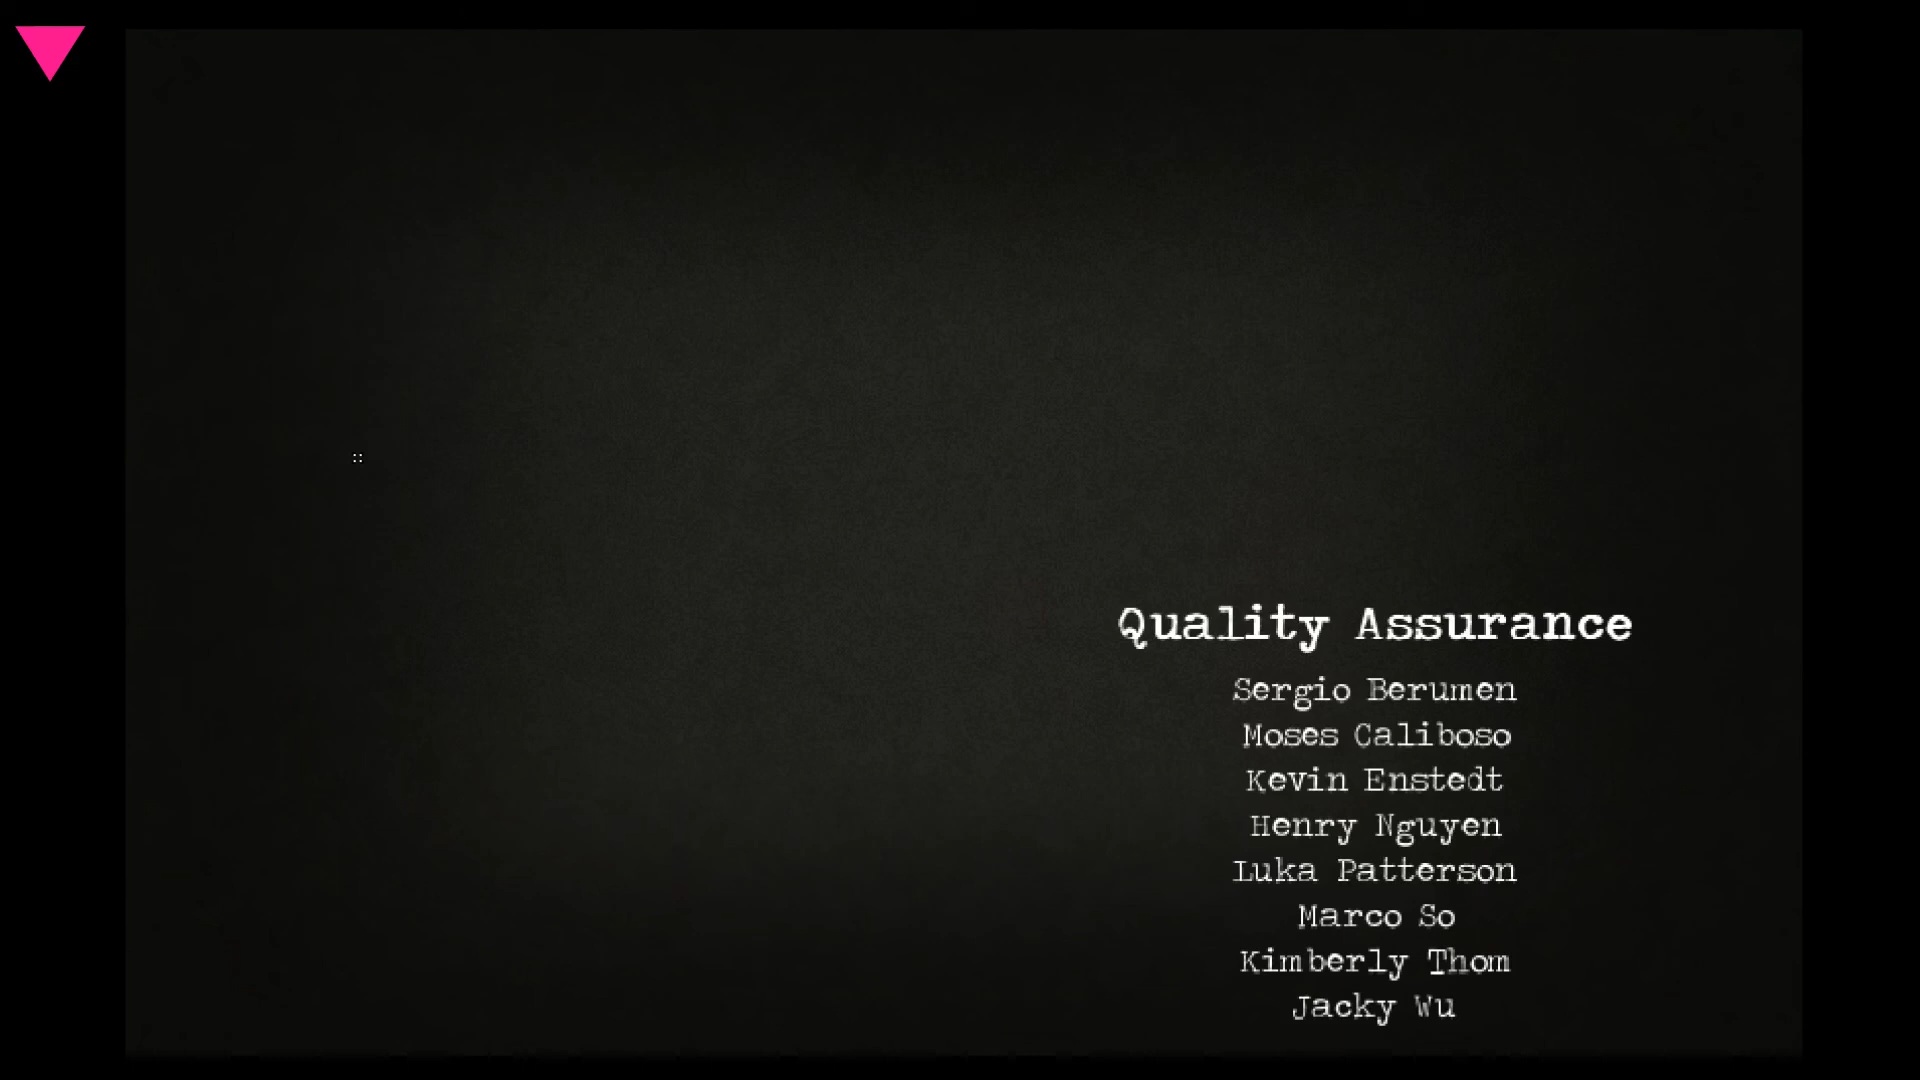 Quality Assurance
Sergio Berumen
Moses Caliboso
Kevin Enstedt
Henry Nguyen
Luka Patterson
Marco So
Kimberly Thom
Jacky Wu